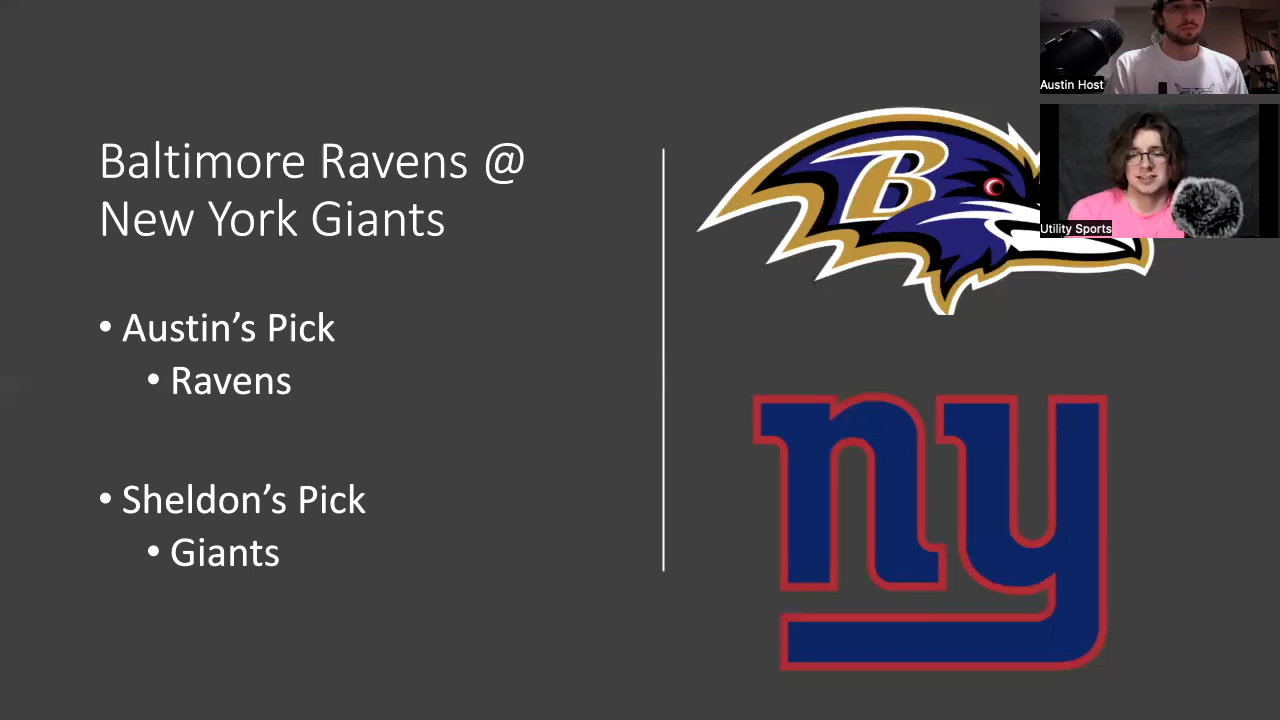 Baltimore Ravens @
New York Giants
• Austin’s Pick
• Ravens
• Sheldon’s Pick
• Giants
B
ny
Austin Host
Utility Sports